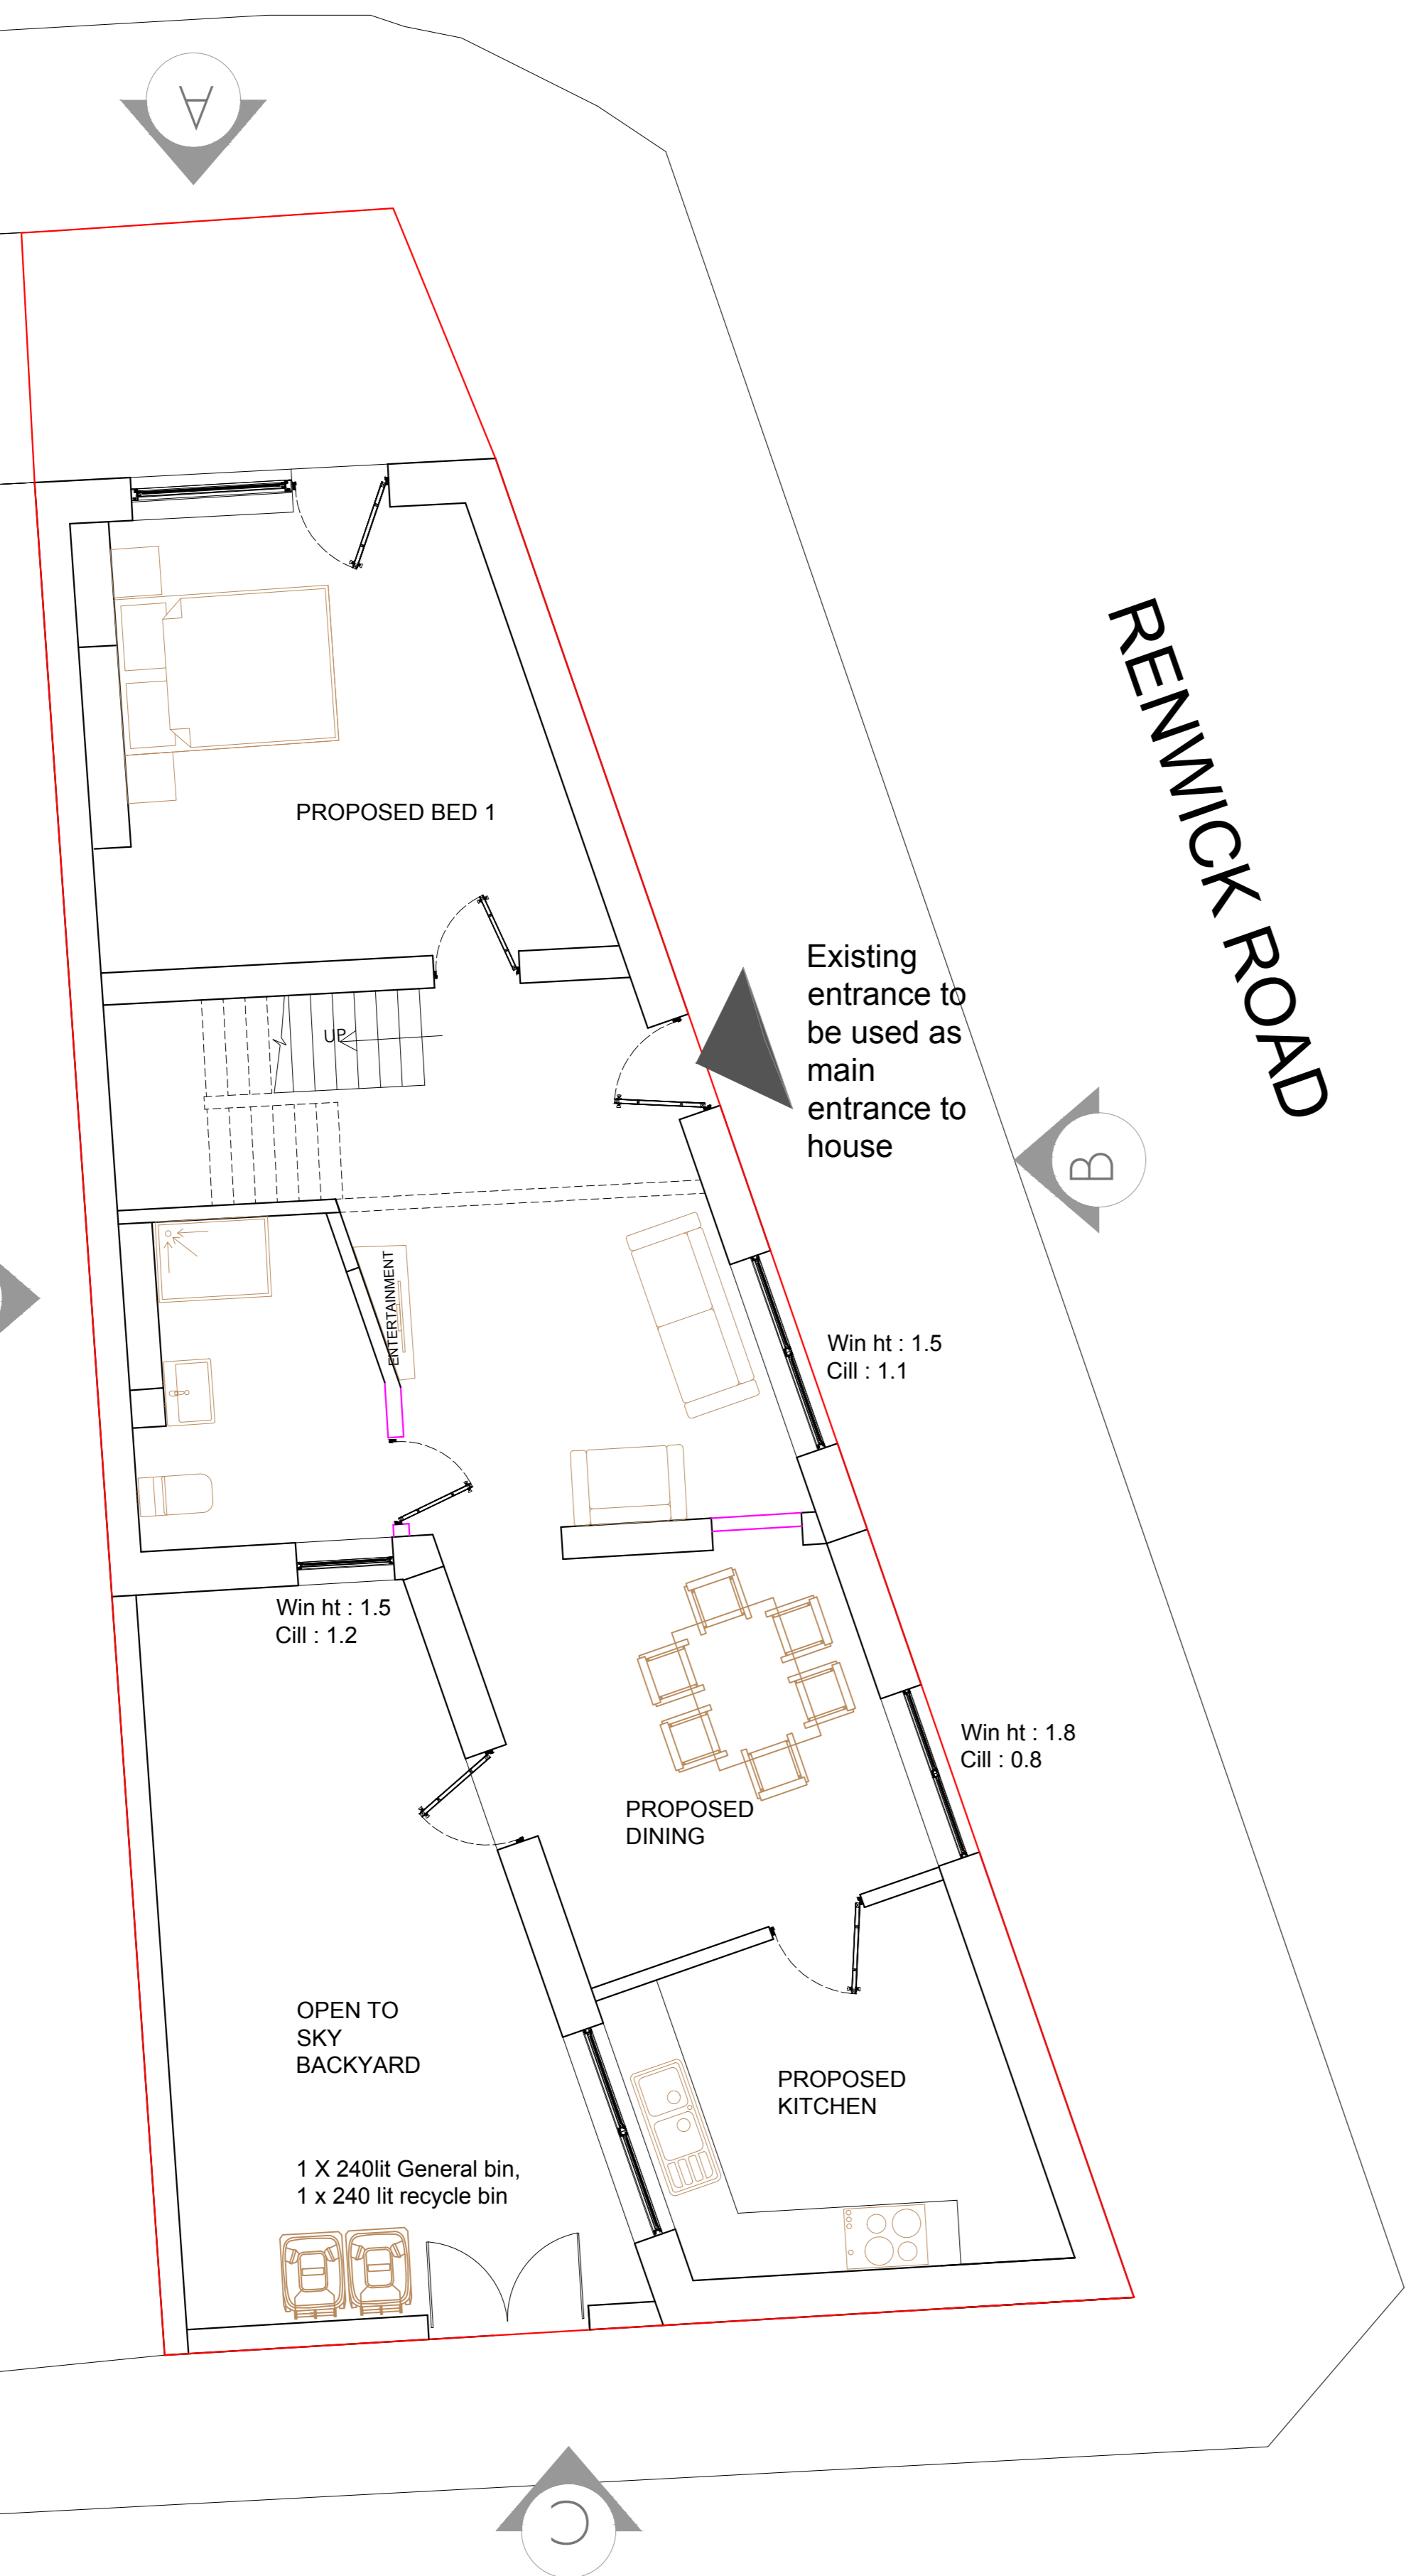 A
RENWICK ROAD
PROPOSED BED 1
Existing
entrance to
be used as
main
entrance to
house
UP
B
ENTERTAINMENT
Win ht : 1.5
Cill : 1.1
Win ht : 1.5
Cill : 1.2
Win ht : 1.8
Cill : 0.8
PROPOSED
DINING
OPEN TO
SKY
BACKYARD
PROPOSED
KITCHEN
1 X 240lit General bin,
1 x 240 lit recycle bin
C